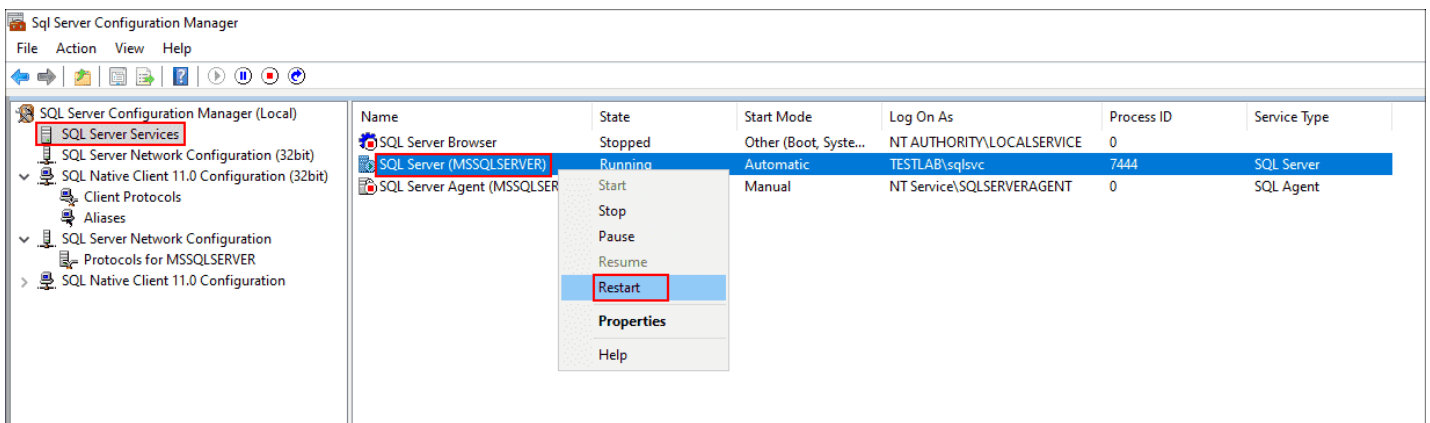 Sql Server Configuration Manager
File Action View Help
SQL Server Configuration Manager (Local)
SQL Server Services
SQL Server Network Configuration (32bit)
SQL Native Client 11.0 Configuration (32bit)
Client Protocols
Aliases
SQL Server Network Configuration
Protocols for MSSQLSERVER
SQL Native Client 11.0 Configuration
Name State Start Mode Log On As Process ID Service Type
SQL Server Browser Stopped Other (Boot, Syste... NT AUTHORITY\LOCALSERVICE 0
SQL Server (MSSQLSERVER) Running Automatic TESTLAB\sqlsvc 7444 SQL Server
SQL Server Agent (MSSQLSER Manual NT Service\SQLSERVERAGENT 0 SQL Agent
Start
Stop
Pause
Resume
Restart
Properties
Help